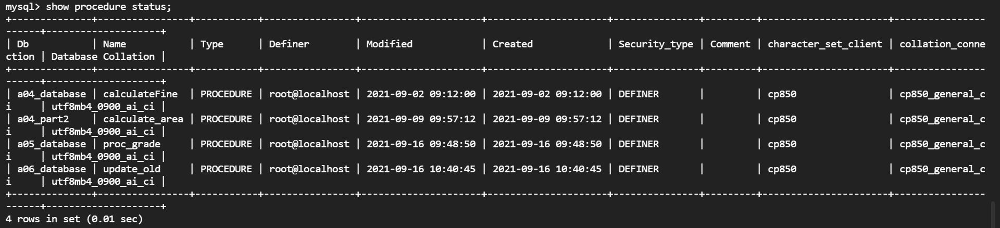 mysql> show procedure status;
+--------------+----------------+-----------+----------------+---------------------+---------------------+---------------+---------+----------------------+----------------
------+--------------------+
| Db           | Name           | Type      | Definer        | Modified            | Created             | Security_type | Comment | character_set_client | collation_conne
ction | Database Collation |
+--------------+----------------+-----------+----------------+---------------------+---------------------+---------------+---------+----------------------+----------------
------+--------------------+
| a04_database | calculateFine  | PROCEDURE | root@localhost | 2021-09-02 09:12:00 | 2021-09-02 09:12:00 | DEFINER       |         | cp850                | cp850_general_c
i     | utf8mb4_0900_ai_ci |
| a04_part2    | calculate_area | PROCEDURE | root@localhost | 2021-09-09 09:57:12 | 2021-09-09 09:57:12 | DEFINER       |         | cp850                | cp850_general_c
i     | utf8mb4_0900_ai_ci |
| a05_database | proc_grade     | PROCEDURE | root@localhost | 2021-09-16 09:48:50 | 2021-09-16 09:48:50 | DEFINER       |         | cp850                | cp850_general_c
i     | utf8mb4_0900_ai_ci |
| a06_database | update_old     | PROCEDURE | root@localhost | 2021-09-16 10:40:45 | 2021-09-16 10:40:45 | DEFINER       |         | cp850                | cp850_general_c
i     | utf8mb4_0900_ai_ci |
+--------------+----------------+-----------+----------------+---------------------+---------------------+---------------+---------+----------------------+----------------
------+--------------------+
4 rows in set (0.01 sec)